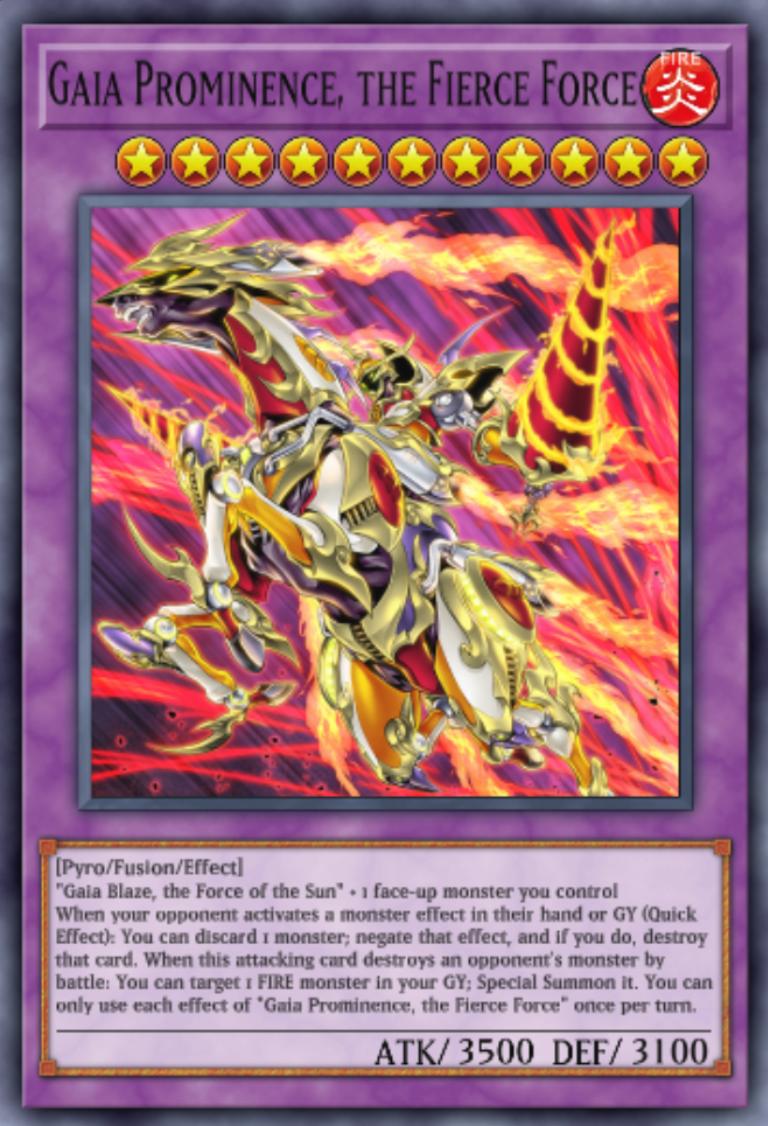 Gaia Prominence, the Fierce Force
FIRE
炎
[Pyro/Fusion/Effect]
"Gaia Blaze, the Force of the Sun" + 1 face-up monster you control
When your opponent activates a monster effect in their hand or GY (Quick
Effect): You can discard 1 monster; negate that effect, and if you do, destroy
that card. When this attacking card destroys an opponent's monster by
battle: You can target 1 FIRE monster in your GY; Special Summon it. You can
only use each effect of "Gaia Prominence, the Fierce Force" once per turn.
ATK/ 3500 DEF/ 3100